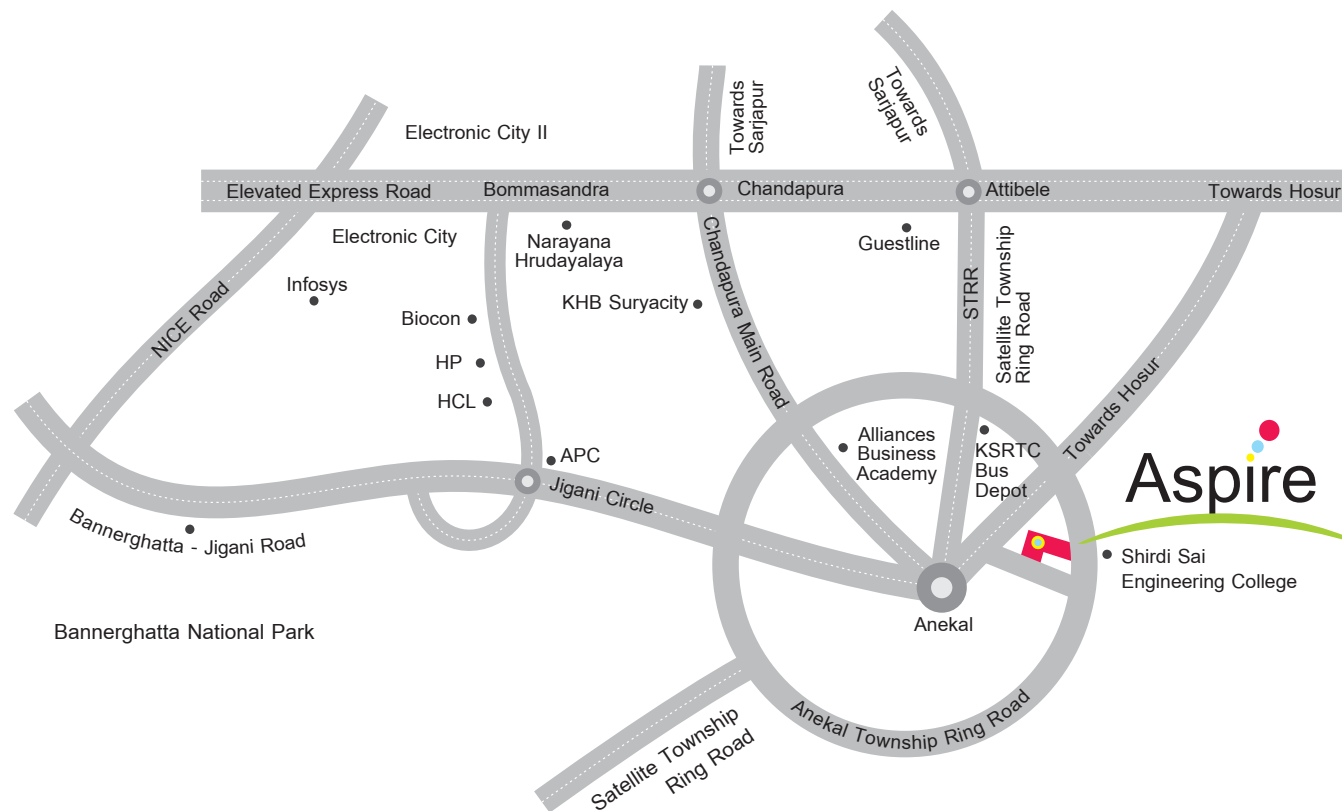 Electronic City II
Towards
Sarjapur
Towards
Sarjapur
Elevated Express Road
Bommasandra
Chandapura
Attibele
Towards Hosur
Electronic City
Narayana
Hrudayalaya
Guestline
Infosys
KHB Suryacity
Biocon
HP
HCL
NICE Road
Chandapura Main Road
STRR
Satellite Township
Ring Road
Towards Hosur
APC
Jigani Circle
Alliances
Business
Academy
KSRTC
Bus
Depot
Aspire
Bannerghatta - Jigani Road
Shirdi Sai
Engineering College
Bannerghatta National Park
Anekal
Anekal Township Ring Road
Satellite Township
Ring Road